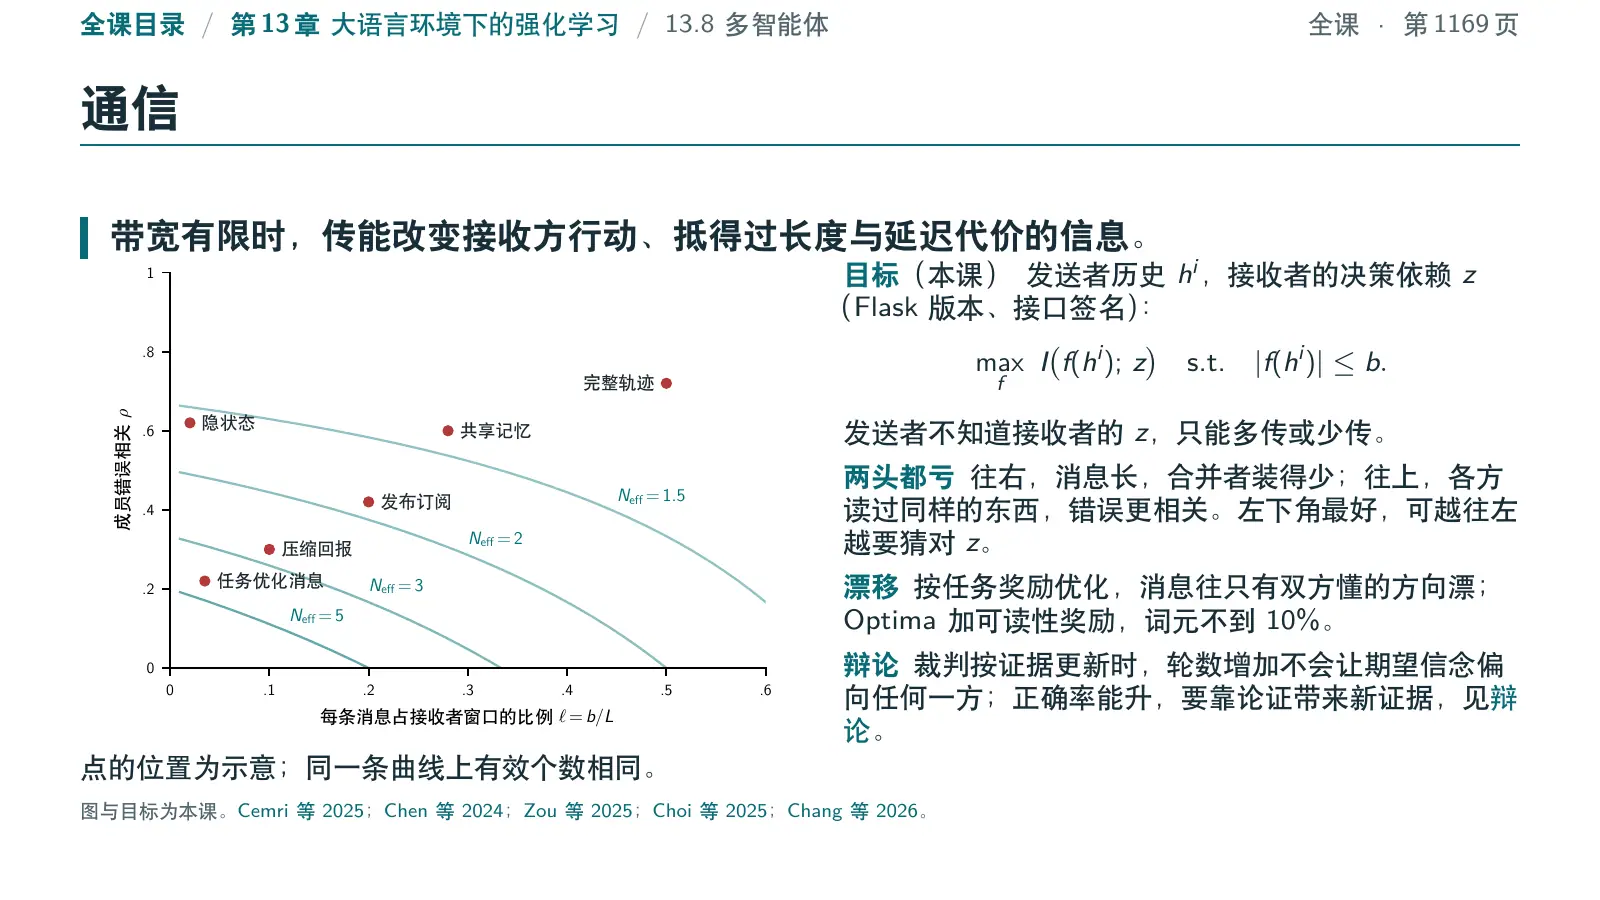 全课目录 / 第 13 章 大语言环境下的强化学习 / 13.8 多智能体
全课 · 第 1169 页
通信
带宽有限时，传能改变接收方行动、抵得过长度与延迟代价的信息。
1
.8
.6
.4
.2
0
0 .1 .2 .3 .4 .5 .6
成员错误相关 ρ
每条消息占接收者窗口的比例 ℓ = b/L
完整轨迹
隐状态
共享记忆
发布订阅
压缩回报
任务优化消息
N_eff = 1.5
N_eff = 2
N_eff = 3
N_eff = 5
点的位置为示意；同一条曲线上有效个数相同。
目标（本课） 发送者历史 h^i，接收者的决策依赖 z
(Flask 版本、接口签名)：
max_f I(f(h^i); z) s.t. |f(h^i)| ≤ b.
发送者不知道接收者的 z，只能多传或少传。
两头都亏 往右，消息长，合并者装得少；往上，各方
读过同样的东西，错误更相关。左下角最好，可越往左
越要猜对 z。
漂移 按任务奖励优化，消息往只有双方懂的方向漂；
Optima 加可读性奖励，词元不到 10%。
辩论 裁判按证据更新时，轮数增加不会让期望信念偏
向任何一方；正确率能升，要靠论证带来新证据，见辩
论。
图与目标为本课。Cemri 等 2025；Chen 等 2024；Zou 等 2025；Choi 等 2025；Chang 等 2026。